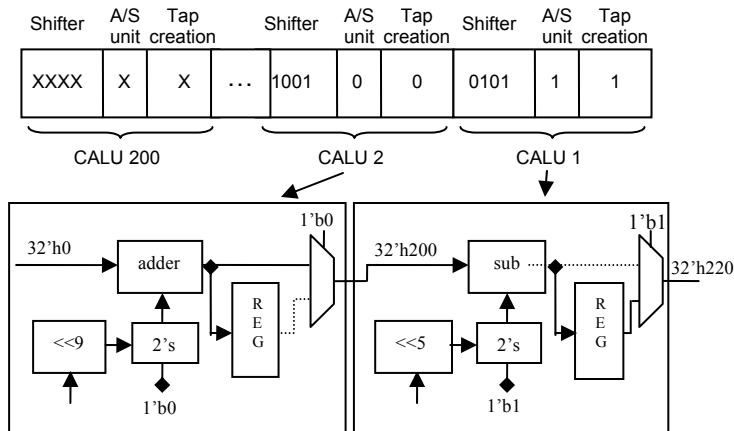 Shifter A/S unit Tap creation Shifter A/S unit Tap creation Shifter A/S unit Tap creation
XXXX X X ... 1001 0 0 0101 1 1
CALU 200 CALU 2 CALU 1
1'b0 1'b1
32'h0 adder 32'h200 sub 32'h220
REG REG
<<9 2's <<5 2's
1'b0 1'b1